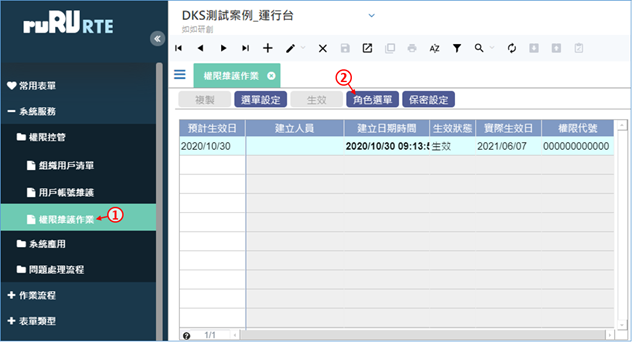 ruRU RTE
DKS測試案例_運行台
如如研創
常用表單
系統服務
權限控管
組織用戶清單
用戶帳號維護
權限維護作業 1
系統應用
問題處理流程
作業流程
表單類型
權限維護作業
2
複製 選單設定 生效 角色選單 保密設定
預計生效日 建立人員 建立日期時間 生效狀態 實際生效日 權限代號
2020/10/30 2020/10/30 09:13:5 生效 2021/06/07 000000000000
1/1